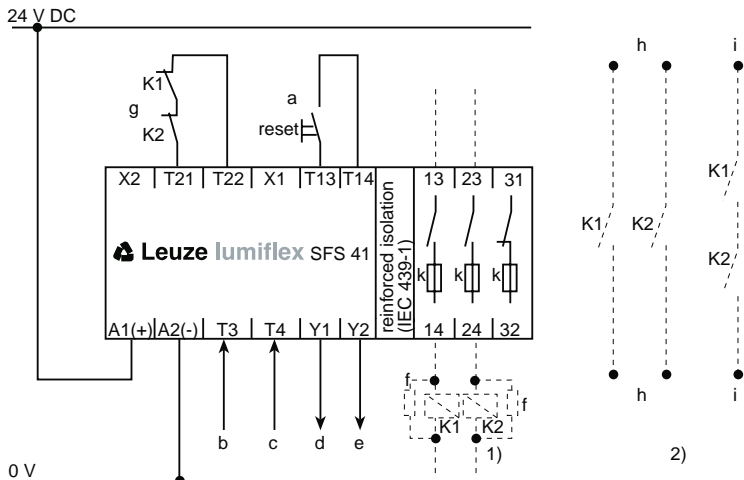 24 V DC
h i
K1
g
K2
a
reset
X2 T21 T22 X1 T13 T14 13 23 31
Leuze lumiflex SFS 41
reinforced isolation
(IEC 439-1)
k k k
A1(+) A2(-) T3 T4 Y1 Y2 14 24 32
K1 K2
K1
K2
f f
K1 K2
b c d e
1)
h i
2)
0 V